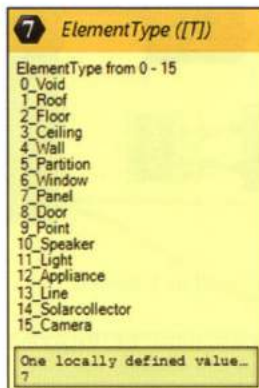 7 ElementType ([T])
ElementType from 0 - 15
0_Void
1_Roof
2_Floor
3_Ceiling
4_Wall
5_Partition
6_Window
7_Panel
8_Door
9_Point
10_Speaker
11_Light
12_Appliance
13_Line
14_Solarcollector
15_Camera
One locally defined value…
7